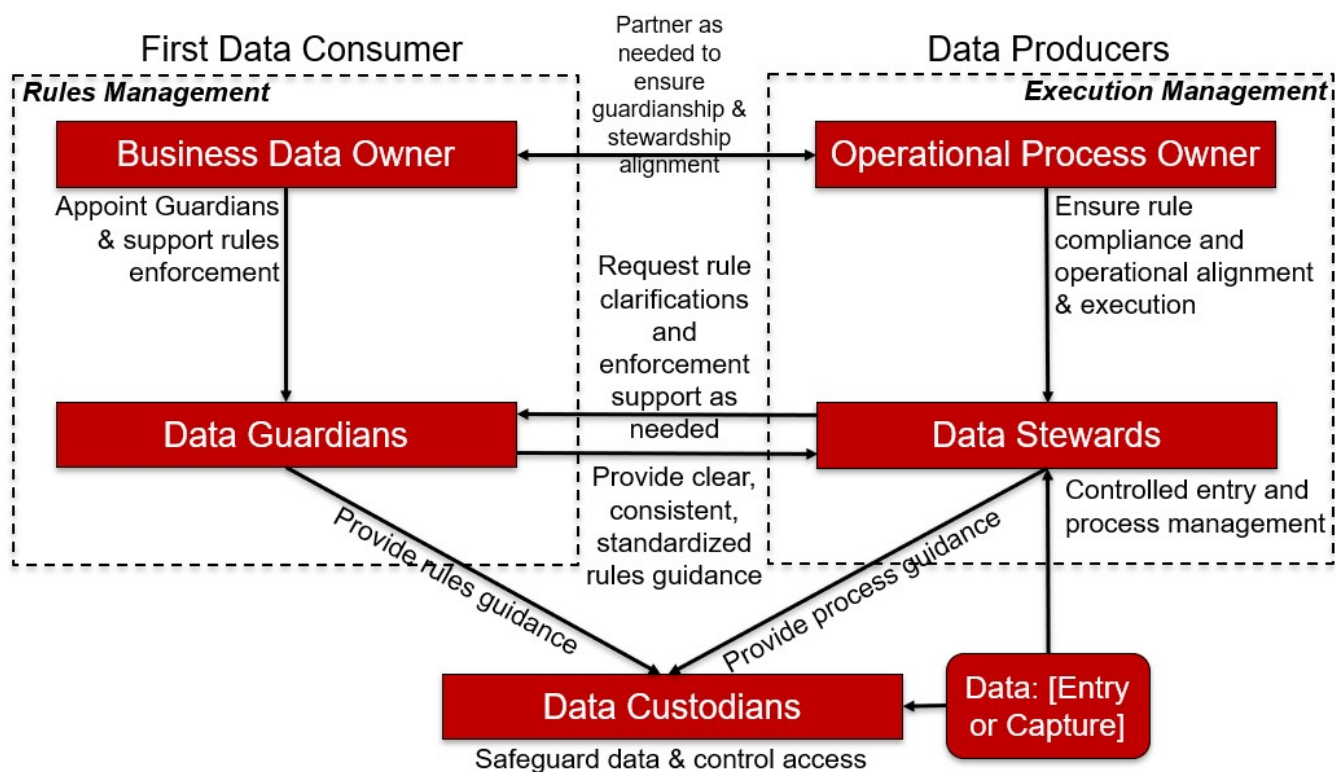 First Data Consumer
Partner as
needed to
ensure
guardianship &
stewardship
alignment
Data Producers
Rules Management
Execution Management
Business Data Owner
Operational Process Owner
Appoint Guardians
& support rules
enforcement
Ensure rule
compliance and
operational alignment
& execution
Request rule
clarifications
and
enforcement
support as
needed
Data Guardians
Data Stewards
Provide clear,
consistent,
standardized
rules guidance
Controlled entry and
process management
Provide rules guidance
Provide process guidance
Data Custodians
Data: [Entry
or Capture]
Safeguard data & control access